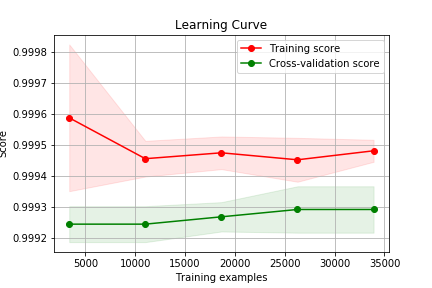 Learning Curve
Training score
Cross-validation score
0.9998
0.9997
0.9996
0.9995
0.9994
0.9993
0.9992
Score
5000 10000 15000 20000 25000 30000 35000
Training examples